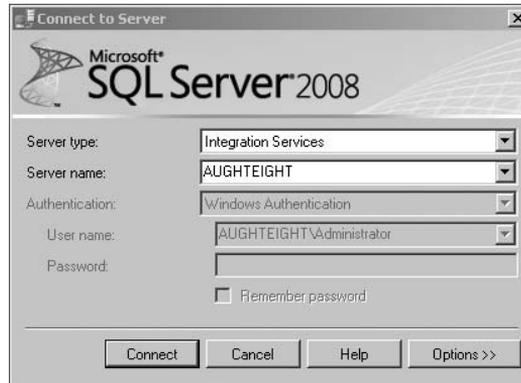 Connect to Server
Microsoft®
SQL Server® 2008
Server type: Integration Services
Server name: AUGHTEIGHT
Authentication: Windows Authentication
User name: AUGHTEIGHT\Administrator
Password:
Remember password
Connect Cancel Help Options >>